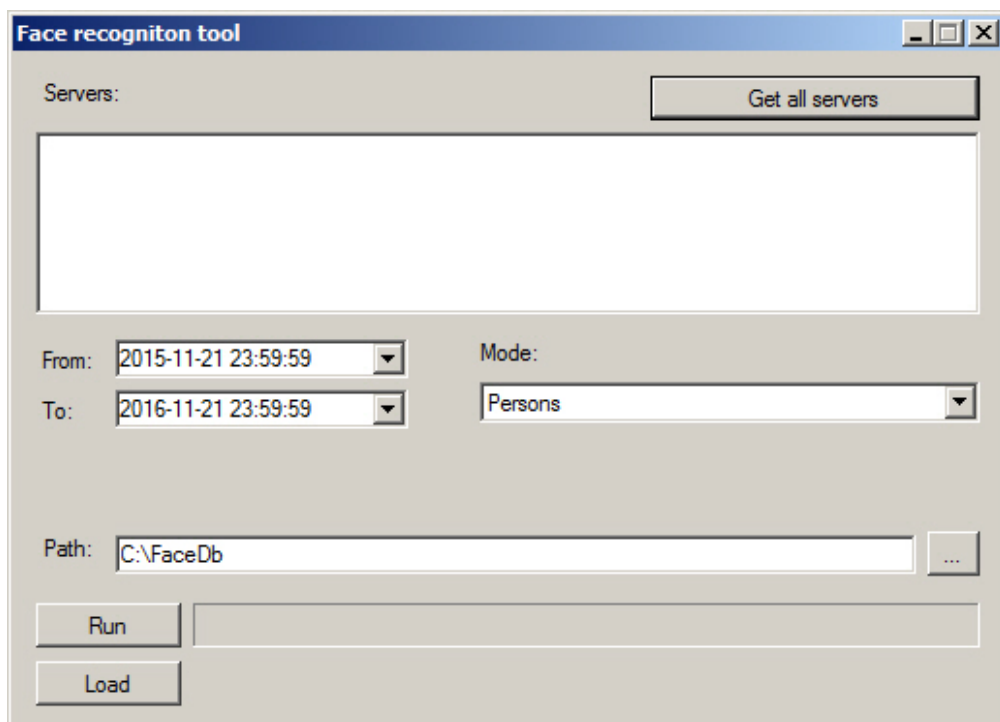 Face recogniton tool
Servers:
Get all servers
From: 2015-11-21 23:59:59
Mode:
To: 2016-11-21 23:59:59
Persons
Path: C:\FaceDb ...
Run
Load